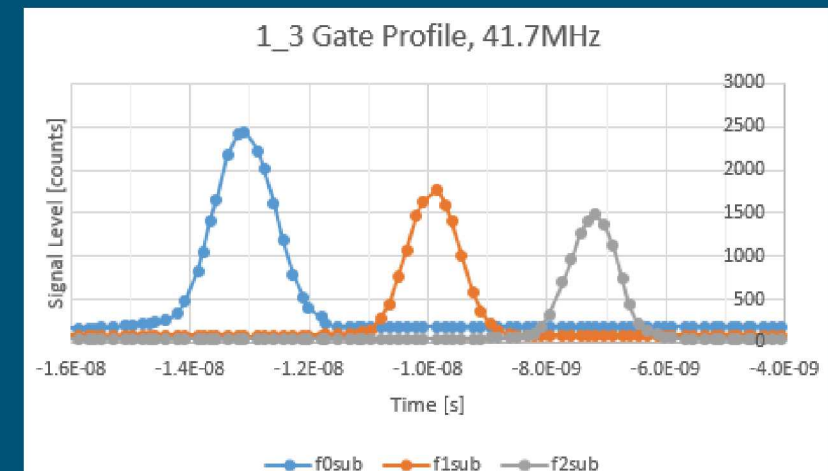 1_3 Gate Profile, 41.7MHz
Signal Level [counts]
3000
2500
2000
1500
1000
500
0
-1.6E-08 -1.4E-08 -1.2E-08 -1.0E-08 -8.0E-09 -6.0E-09 -4.0E-09
Time [s]
f0sub f1sub f2sub